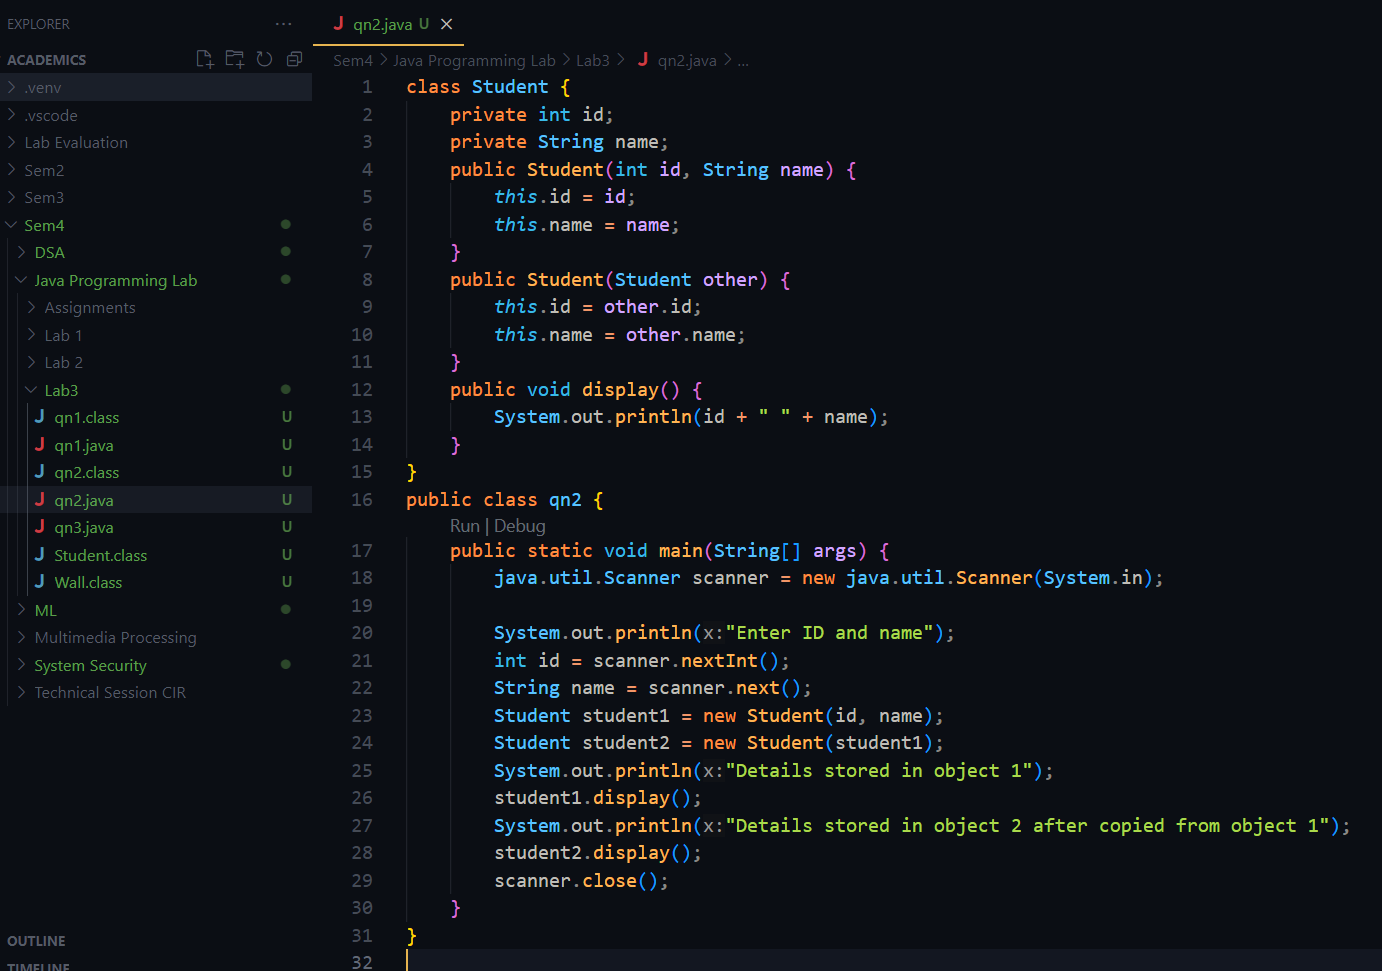 EXPLORER
ACADEMICS
.venv
.vscode
Lab Evaluation
Sem2
Sem3
Sem4
DSA
Java Programming Lab
Assignments
Lab 1
Lab 2
Lab3
J qn1.class U
J qn1.java U
J qn2.class U
J qn2.java U
J qn3.java U
J Student.class U
J Wall.class U
ML
Multimedia Processing
System Security
Technical Session CIR
OUTLINE
TIMELINE
J qn2.java U
Sem4 > Java Programming Lab > Lab3 > J qn2.java > ...
1 class Student {
2     private int id;
3     private String name;
4     public Student(int id, String name) {
5         this.id = id;
6         this.name = name;
7     }
8     public Student(Student other) {
9         this.id = other.id;
10         this.name = other.name;
11     }
12     public void display() {
13         System.out.println(id + " " + name);
14     }
15 }
16 public class qn2 {
Run | Debug
17     public static void main(String[] args) {
18         java.util.Scanner scanner = new java.util.Scanner(System.in);
19
20         System.out.println(x:"Enter ID and name");
21         int id = scanner.nextInt();
22         String name = scanner.next();
23         Student student1 = new Student(id, name);
24         Student student2 = new Student(student1);
25         System.out.println(x:"Details stored in object 1");
26         student1.display();
27         System.out.println(x:"Details stored in object 2 after copied from object 1");
28         student2.display();
29         scanner.close();
30     }
31 }
32